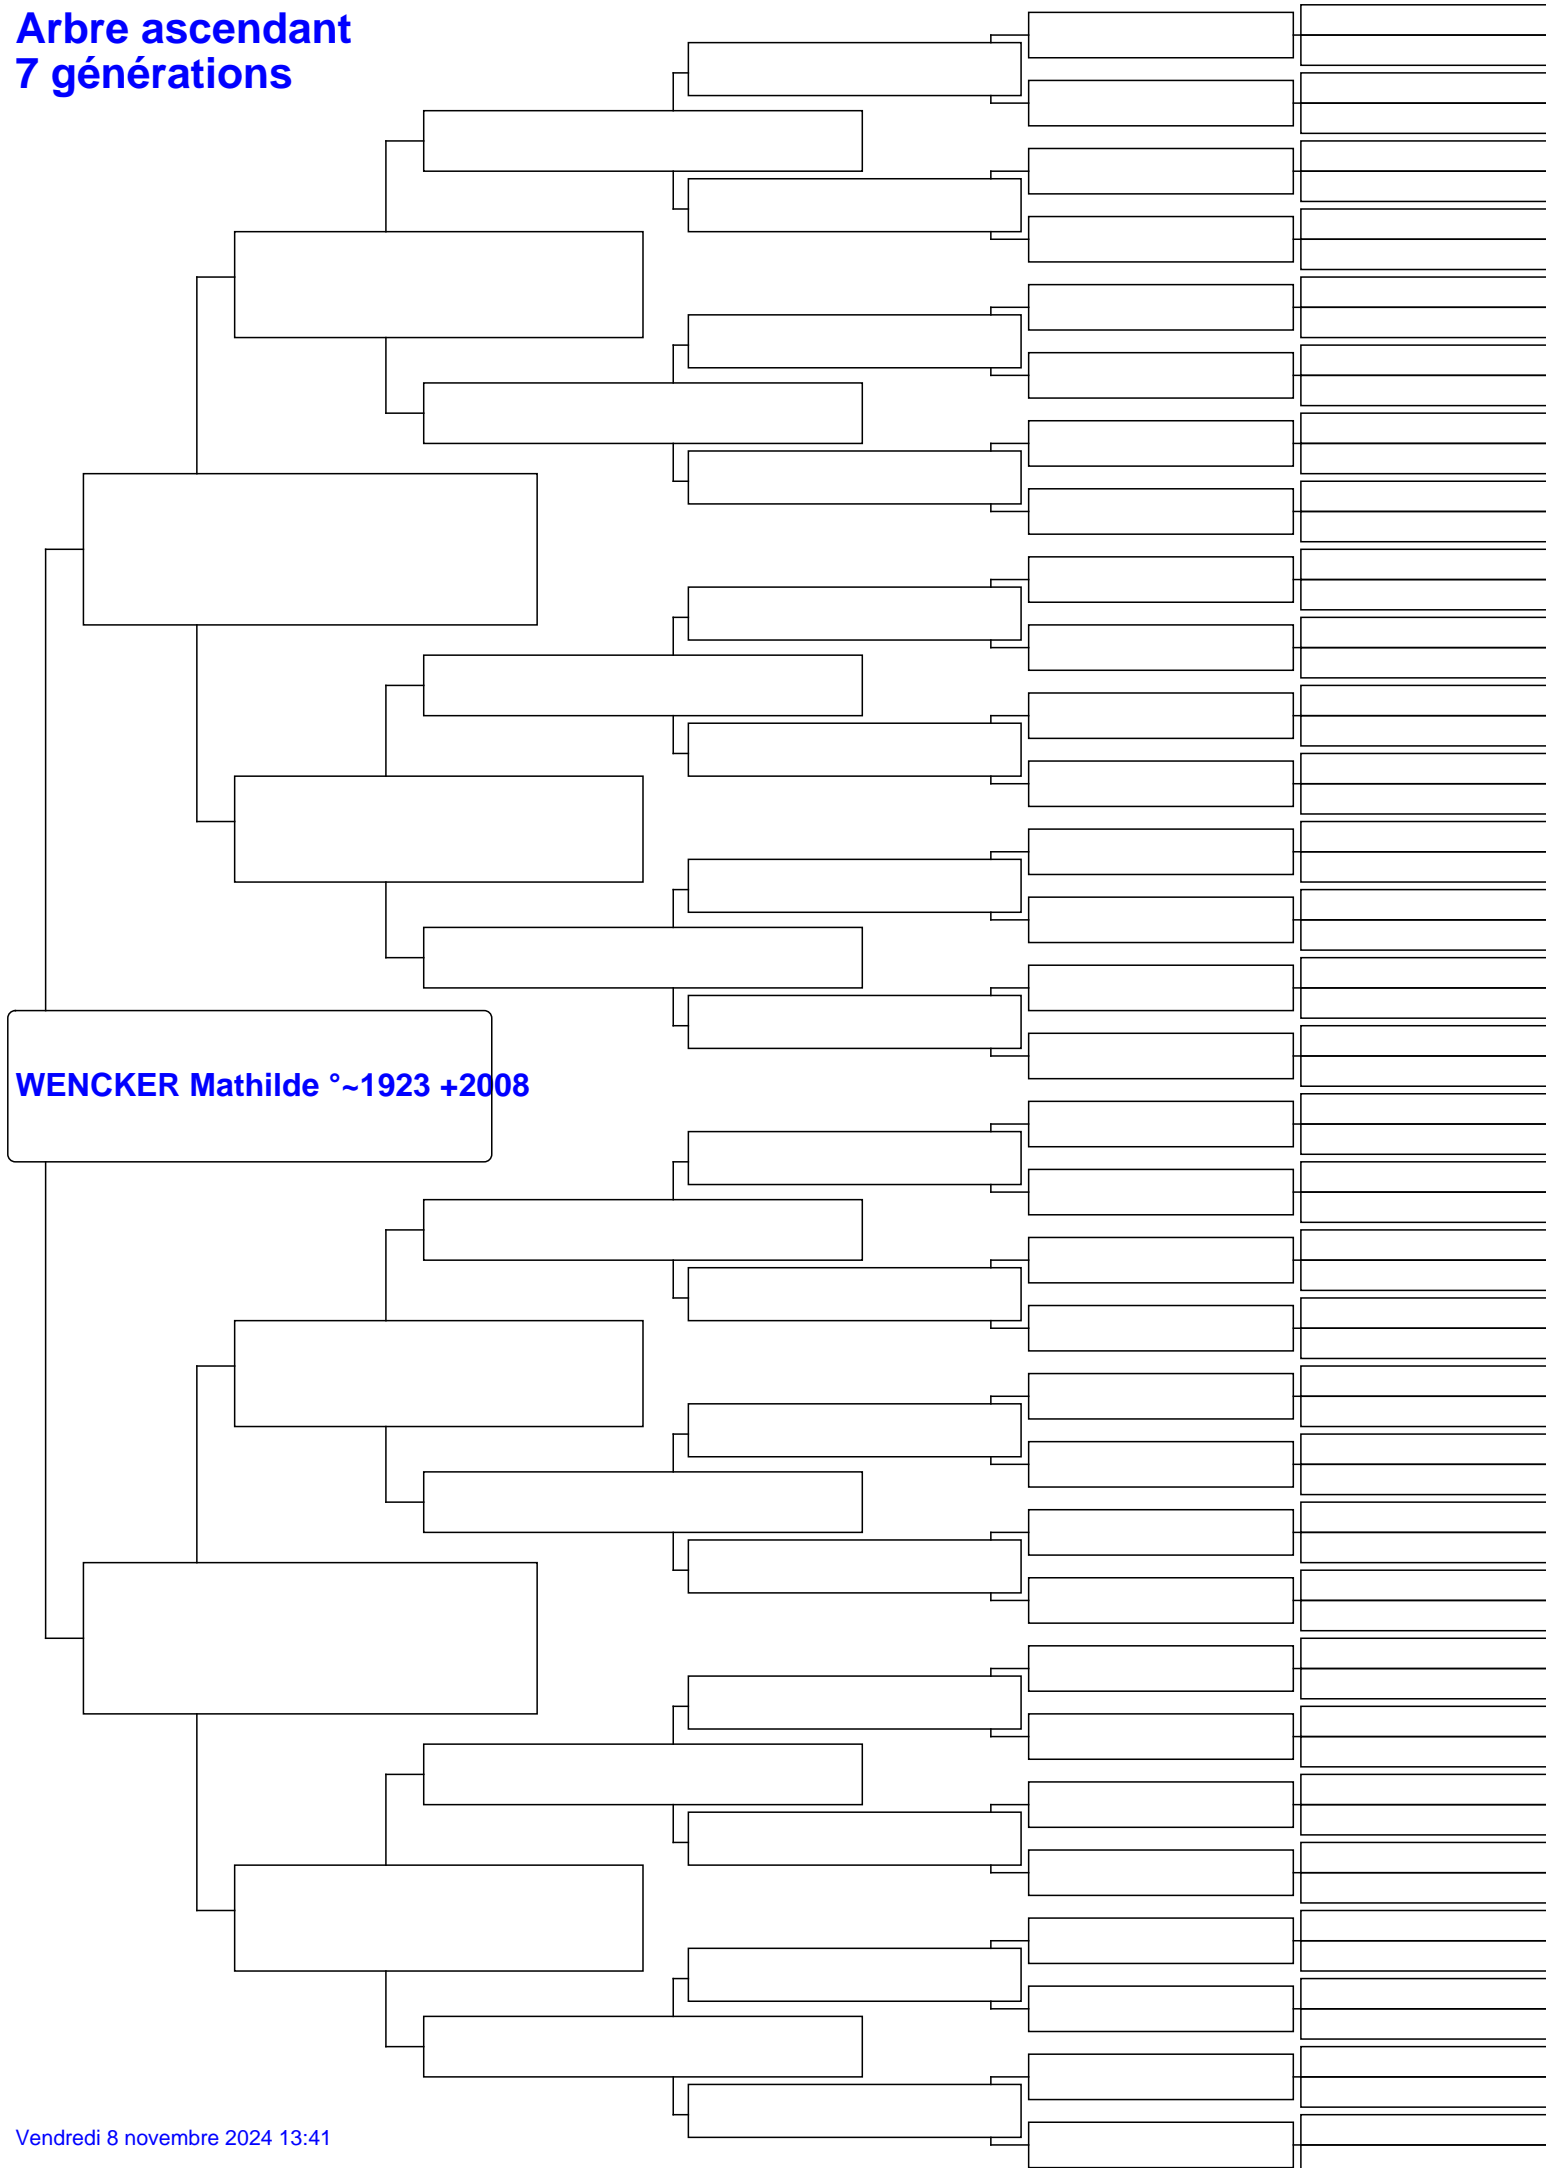 Arbre ascendant
7 générations
WENCKER Mathilde °~1923 +2008
Vendredi 8 novembre 2024 13:41